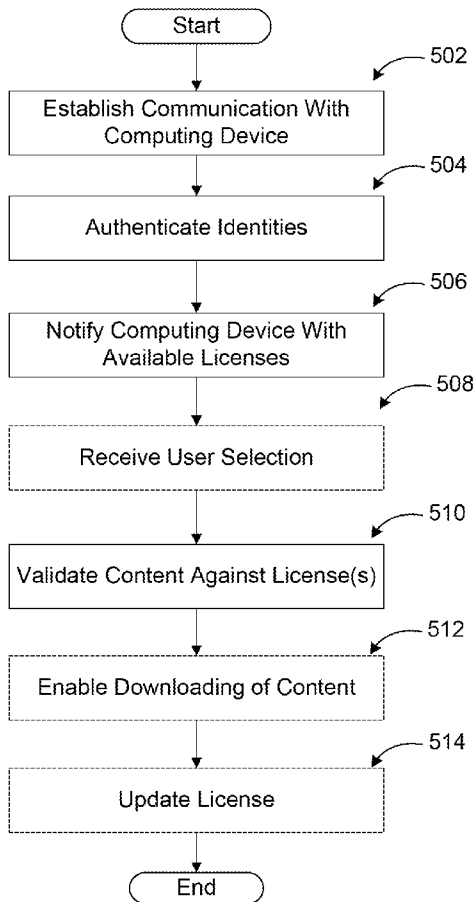 Start
502
Establish Communication With
Computing Device
504
Authenticate Identities
506
Notify Computing Device With
Available Licenses
508
Receive User Selection
510
Validate Content Against License(s)
512
Enable Downloading of Content
514
Update License
End